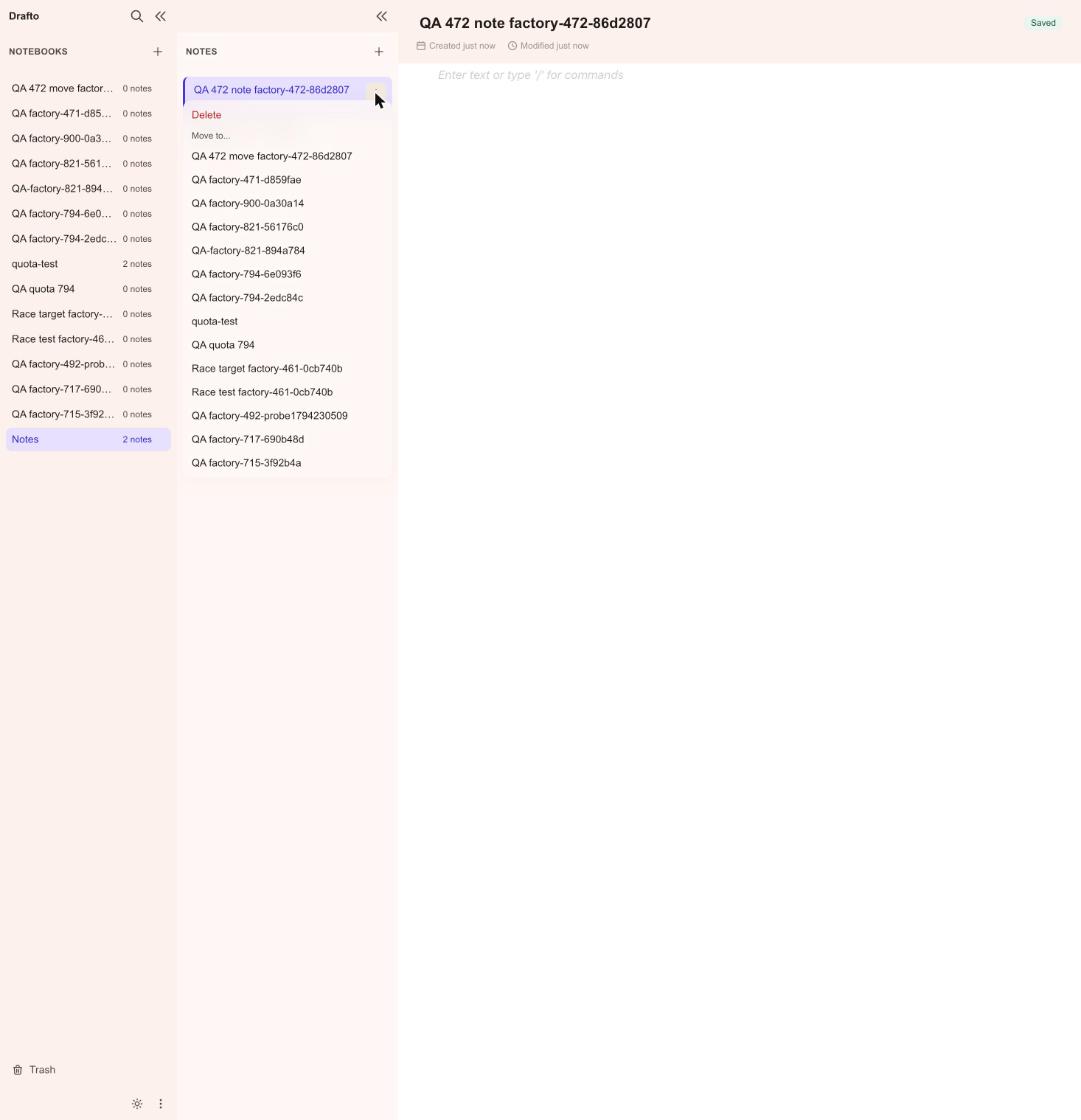 Drafto
NOTEBOOKS
QA 472 move factor... 0 notes
QA factory-471-d85... 0 notes
QA factory-900-0a3... 0 notes
QA factory-821-561... 0 notes
QA-factory-821-894... 0 notes
QA factory-794-6e0... 0 notes
QA factory-794-2edc... 0 notes
quota-test 2 notes
QA quota 794 0 notes
Race target factory-... 0 notes
Race test factory-46... 0 notes
QA factory-492-prob... 0 notes
QA factory-717-690... 0 notes
QA factory-715-3f92... 0 notes
Notes 2 notes
Trash
NOTES
QA 472 note factory-472-86d2807
Delete
Move to...
QA 472 move factory-472-86d2807
QA factory-471-d859fae
QA factory-900-0a30a14
QA factory-821-56176c0
QA-factory-821-894a784
QA factory-794-6e093f6
QA factory-794-2edc84c
quota-test
QA quota 794
Race target factory-461-0cb740b
Race test factory-461-0cb740b
QA factory-492-probe1794230509
QA factory-717-690b48d
QA factory-715-3f92b4a
QA 472 note factory-472-86d2807
Saved
Created just now Modified just now
Enter text or type '/' for commands